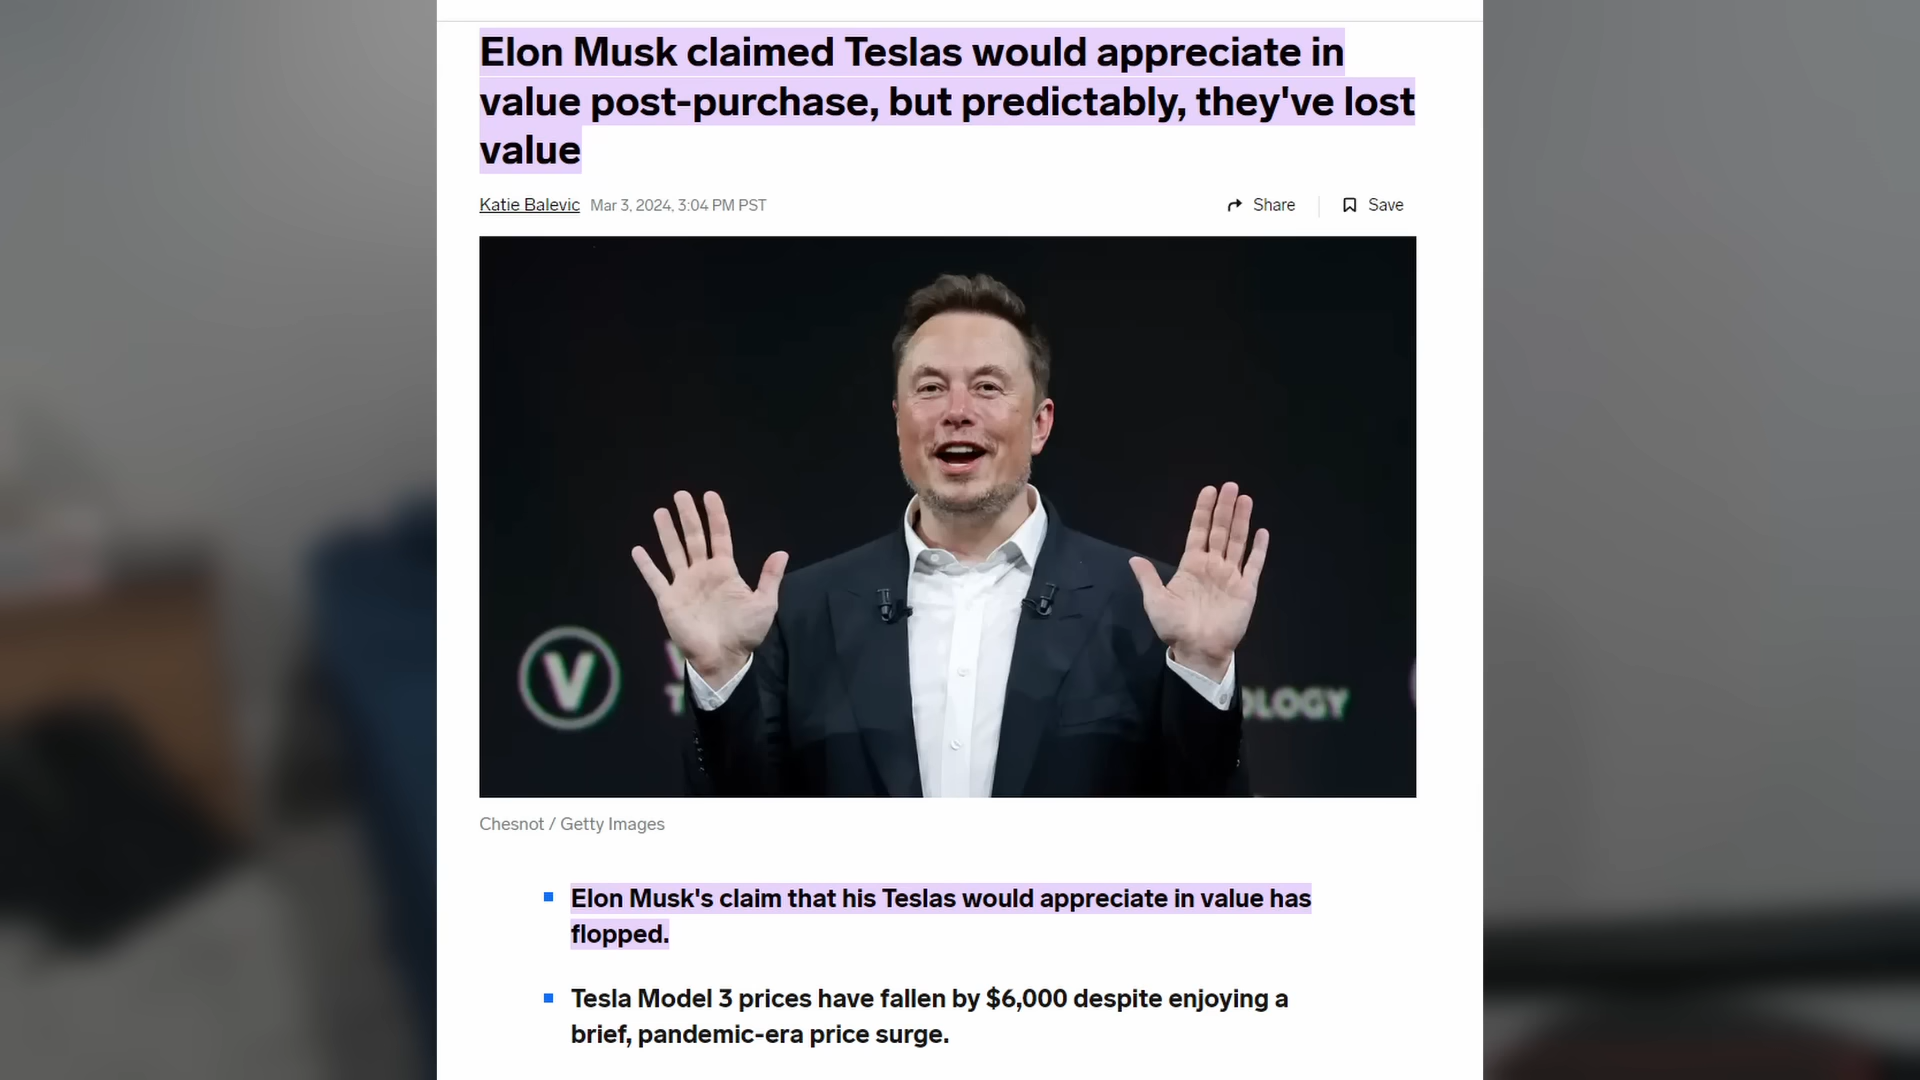 Elon Musk claimed Teslas would appreciate in
value post-purchase, but predictably, they've lost
value
Katie Balevic Mar 3, 2024, 3:04 PM PST
Share
Save
V
OLOGY
Chesnot / Getty Images
Elon Musk's claim that his Teslas would appreciate in value has
flopped.
Tesla Model 3 prices have fallen by $6,000 despite enjoying a
brief, pandemic-era price surge.